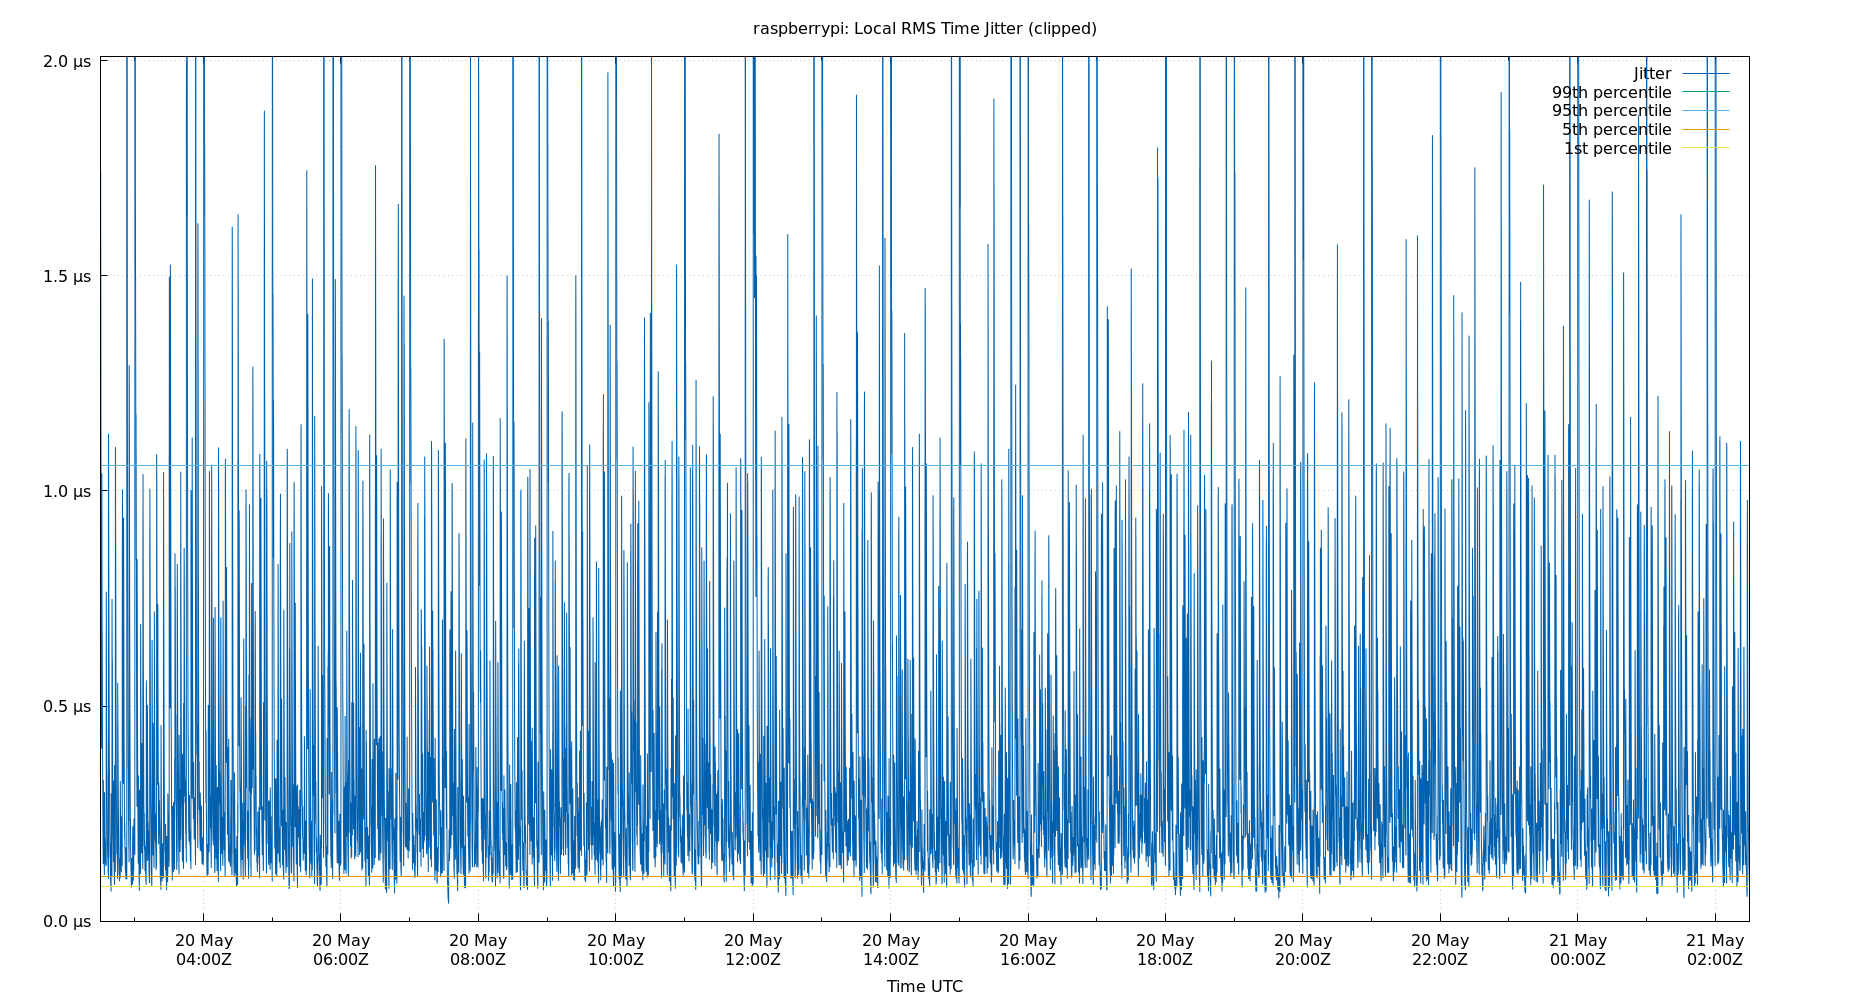 raspberrypi: Local RMS Time Jitter (clipped)
2.0 µs
1.5 µs
1.0 µs
0.5 µs
0.0 µs
Jitter
99th percentile
95th percentile
5th percentile
1st percentile
20 May 20 May 20 May 20 May 20 May 20 May 20 May 20 May 20 May 20 May 21 May 21 May
04:00Z 06:00Z 08:00Z 10:00Z 12:00Z 14:00Z 16:00Z 18:00Z 20:00Z 22:00Z 00:00Z 02:00Z
Time UTC